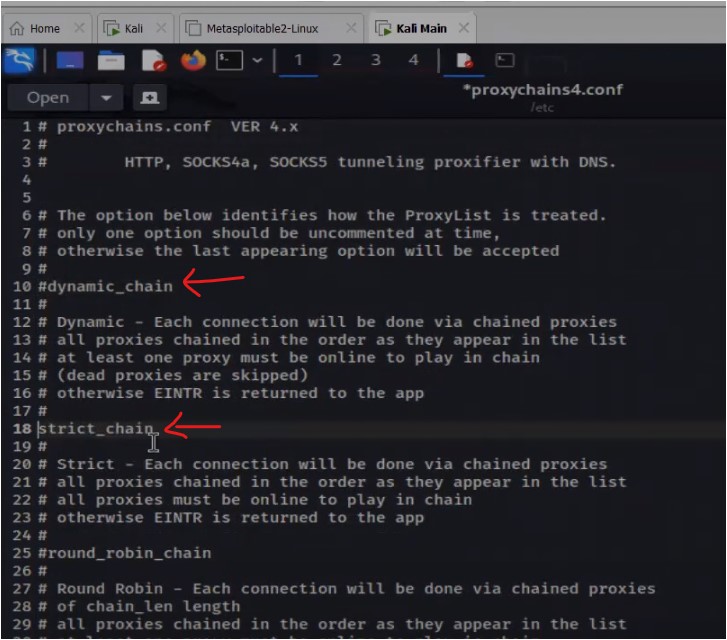 Home
Kali
Metasploitable2-Linux
Kali Main
1 2 3 4
Open
*proxychains4.conf
/etc
1 # proxychains.conf  VER 4.x
2 #
3 #        HTTP, SOCKS4a, SOCKS5 tunneling proxifier with DNS.
4
5
6 # The option below identifies how the ProxyList is treated.
7 # only one option should be uncommented at time,
8 # otherwise the last appearing option will be accepted
9 #
10 #dynamic_chain
11 #
12 # Dynamic - Each connection will be done via chained proxies
13 # all proxies chained in the order as they appear in the list
14 # at least one proxy must be online to play in chain
15 # (dead proxies are skipped)
16 # otherwise EINTR is returned to the app
17 #
18 strict_chain
19 #
20 # Strict - Each connection will be done via chained proxies
21 # all proxies chained in the order as they appear in the list
22 # all proxies must be online to play in chain
23 # otherwise EINTR is returned to the app
24 #
25 #round_robin_chain
26 #
27 # Round Robin - Each connection will be done via chained proxies
28 # of chain_len length
29 # all proxies chained in the order as they appear in the list